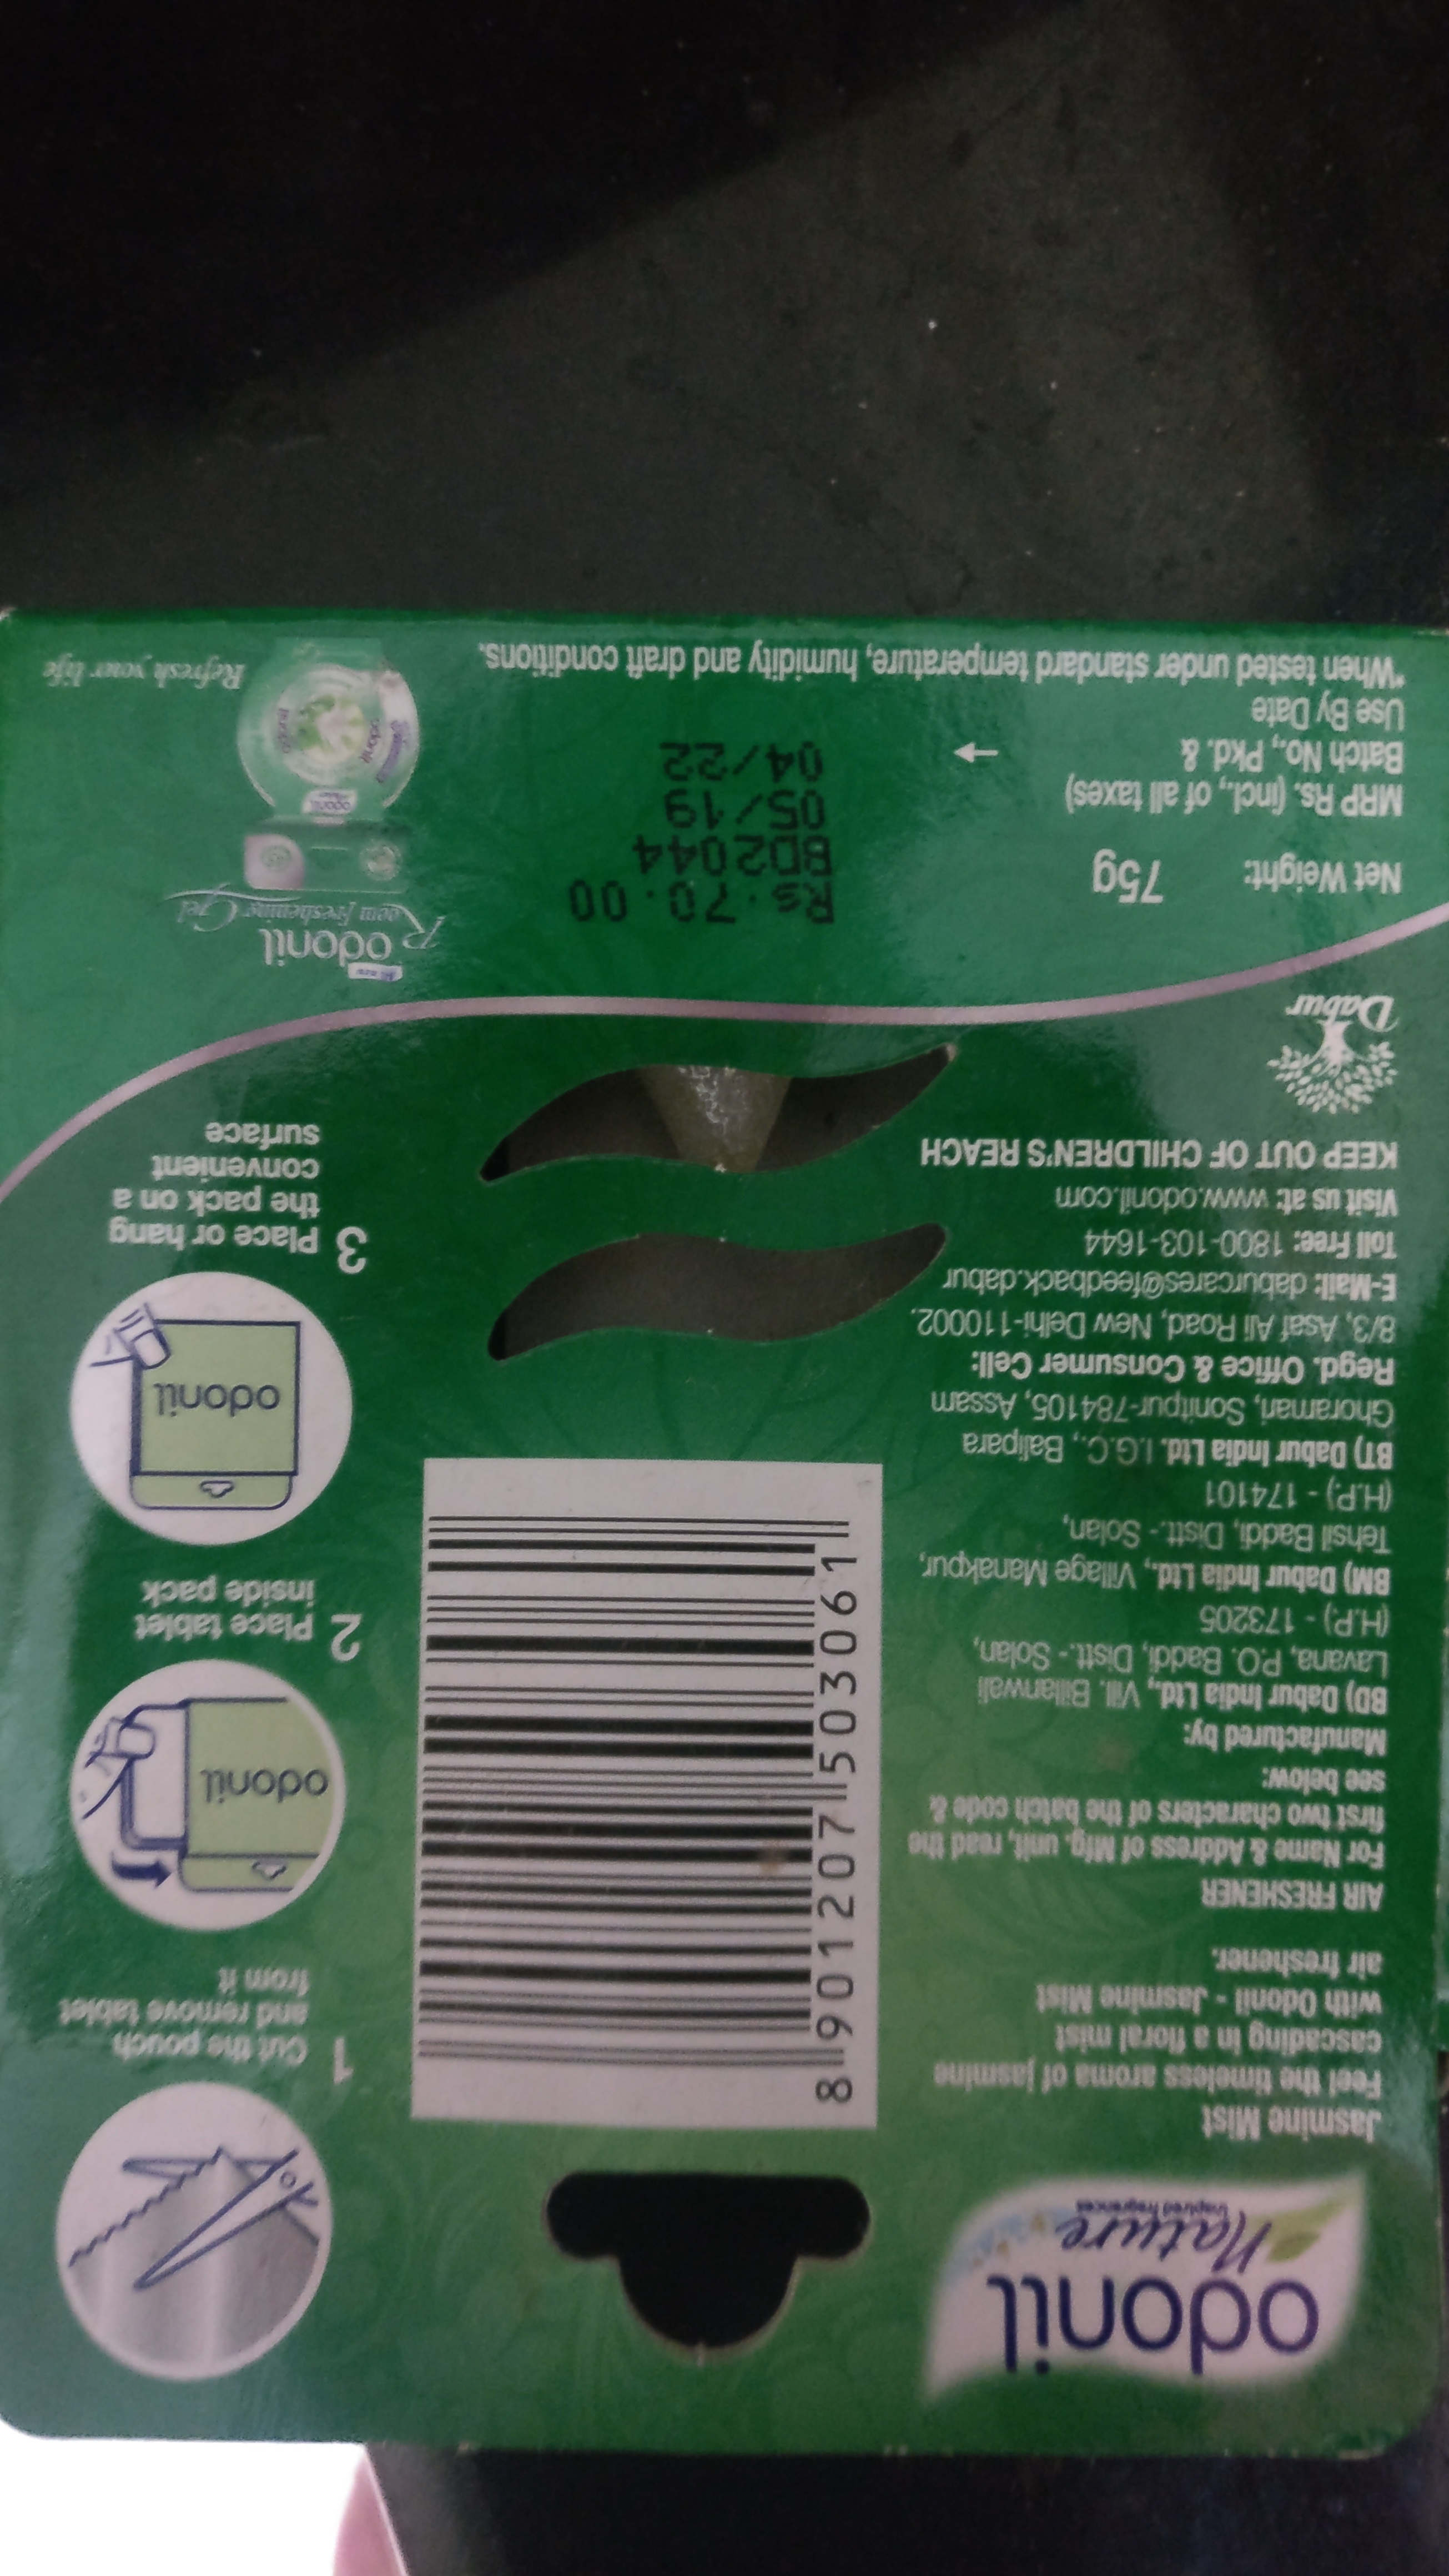 odonil
nature
inspired fragrances
Jasmine Mist
Feel the timeless aroma of jasmine
cascading in a floral mist
with Odonil - Jasmine Mist
air freshener.
AIR FRESHENER
For Name & Address of Mfg. unit, read the
first two characters of the batch code &
see below:
Manufactured by:
BD) Dabur India Ltd., Vill. Billanwali
Lavana, P.O. Baddi, Distt.- Solan,
(H.P.) - 173205
BM) Dabur India Ltd., Village Manakpur,
Tehsil Baddi, Distt.- Solan,
(H.P.) - 174101
BT) Dabur India Ltd. I.G.C., Balipara
Ghoramari, Sonitpur-784105, Assam
Regd. Office & Consumer Cell:
8/3, Asaf Ali Road, New Delhi-110002.
E-Mail: daburcares@feedback.dabur
Toll Free: 1800-103-1644
Visit us at: www.odonil.com
KEEP OUT OF CHILDREN'S REACH
Dabur
8 901207 503061
1 Cut the pouch
and remove tablet
from it
odonil
2 Place tablet
inside pack
odonil
3 Place or hang
the pack on a
convenient
surface
Net Weight: 75g
MRP Rs. (incl., of all taxes)
Batch No., Pkd. &
Use By Date
Rs.70.00
BD2044
05/19
04/22
*When tested under standard temperature, humidity and draft conditions.
odonil
Room freshening Gel
odonil
Refresh your life